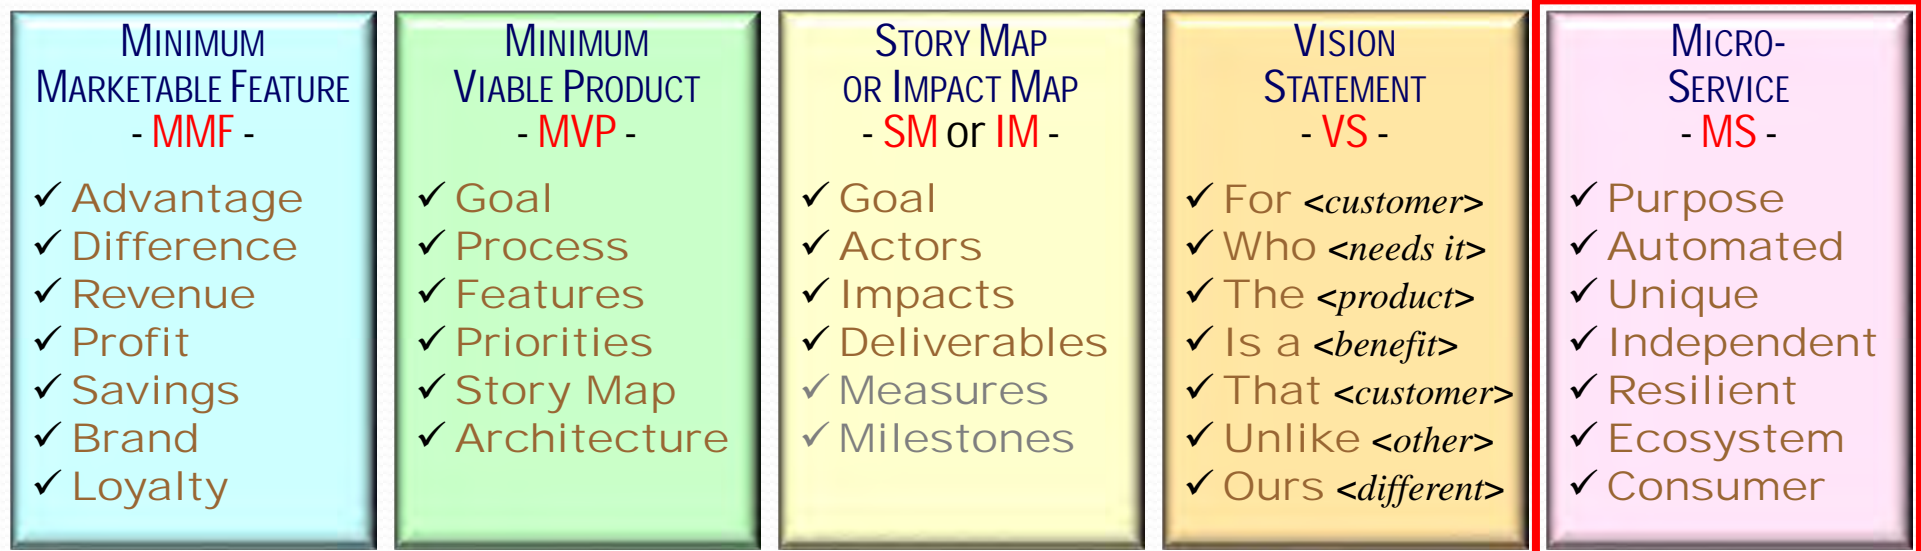 MINIMUM
MARKETABLE FEATURE
- MMF -
✓ Advantage
✓ Difference
✓ Revenue
✓ Profit
✓ Savings
✓ Brand
✓ Loyalty
MINIMUM
VIABLE PRODUCT
- MVP -
✓ Goal
✓ Process
✓ Features
✓ Priorities
✓ Story Map
✓ Architecture
STORY MAP
OR IMPACT MAP
- SM or IM -
✓ Goal
✓ Actors
✓ Impacts
✓ Deliverables
✓ Measures
✓ Milestones
VISION
STATEMENT
- VS -
✓ For <customer>
✓ Who <needs it>
✓ The <product>
✓ Is a <benefit>
✓ That <customer>
✓ Unlike <other>
✓ Ours <different>
MICRO-
SERVICE
- MS -
✓ Purpose
✓ Automated
✓ Unique
✓ Independent
✓ Resilient
✓ Ecosystem
✓ Consumer